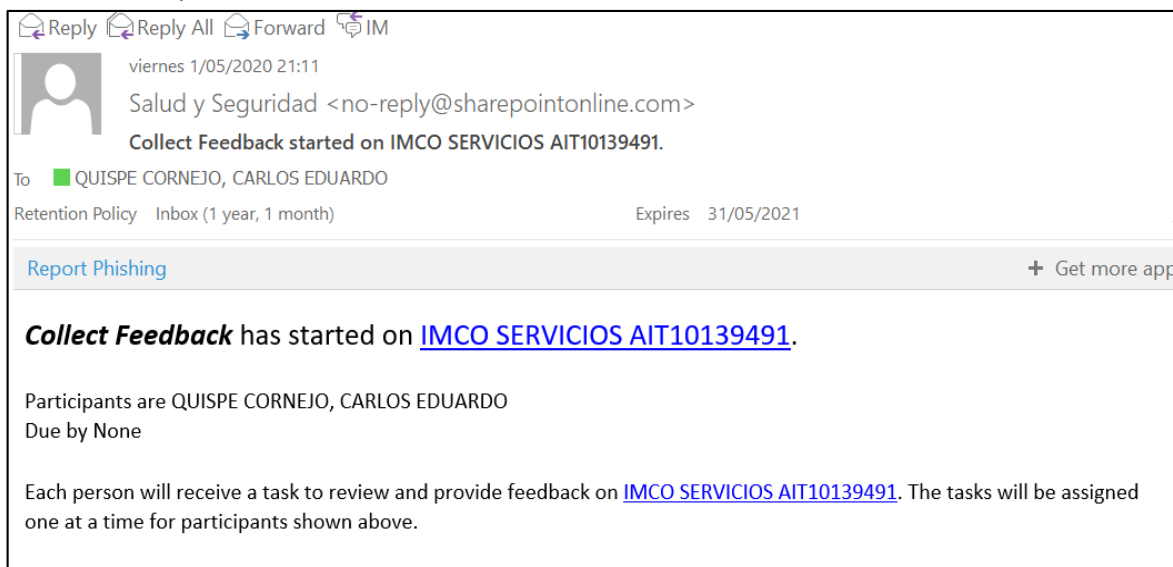 Reply Reply All Forward IM
viernes 1/05/2020 21:11
Salud y Seguridad <no-reply@sharepointonline.com>
Collect Feedback started on IMCO SERVICIOS AIT10139491.
To QUISPE CORNEJO, CARLOS EDUARDO
Retention Policy Inbox (1 year, 1 month) Expires 31/05/2021
Report Phishing + Get more app
Collect Feedback has started on IMCO SERVICIOS AIT10139491.
Participants are QUISPE CORNEJO, CARLOS EDUARDO
Due by None
Each person will receive a task to review and provide feedback on IMCO SERVICIOS AIT10139491. The tasks will be assigned
one at a time for participants shown above.